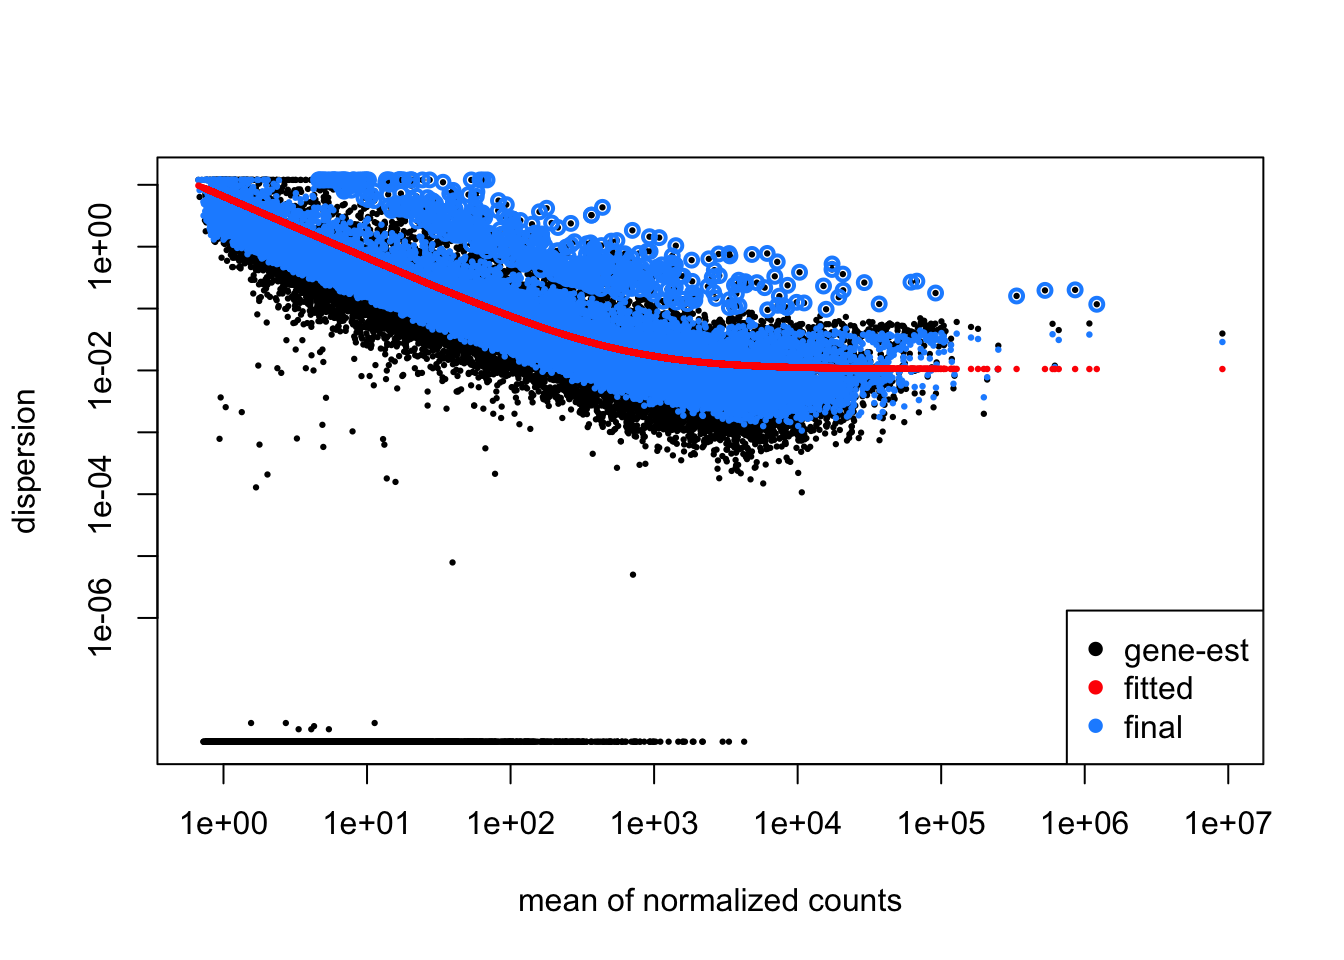 dispersion
1e+00
1e-02
1e-04
1e-06
gene-est
fitted
final
1e+00 1e+01 1e+02 1e+03 1e+04 1e+05 1e+06 1e+07
mean of normalized counts